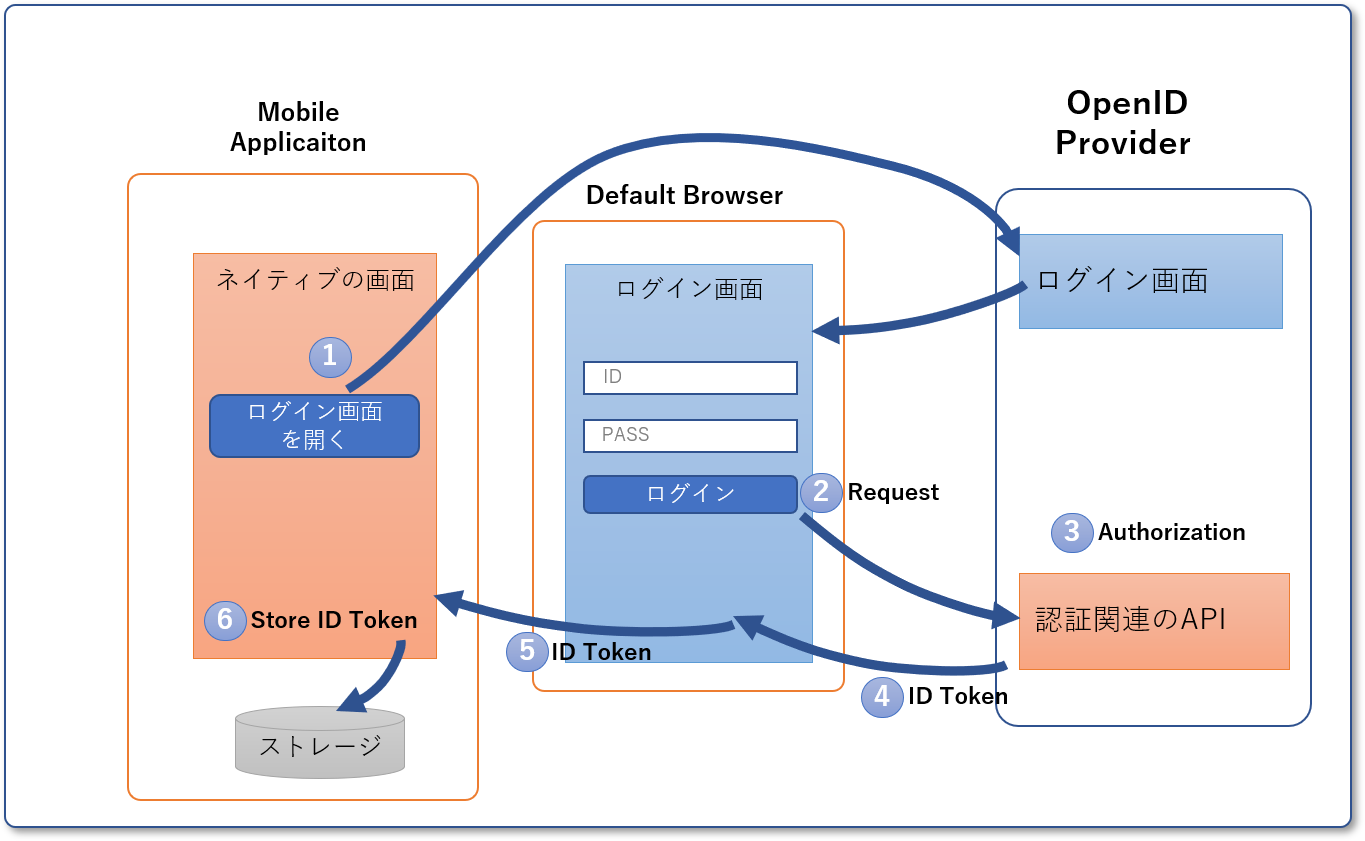 Mobile
Applicaiton
ネイティブの画面
1
ログイン画面
を開く
6 Store ID Token
ストレージ
Default Browser
ログイン画面
ID
PASS
ログイン
2 Request
5 ID Token
4 ID Token
OpenID
Provider
ログイン画面
3 Authorization
認証関連のAPI